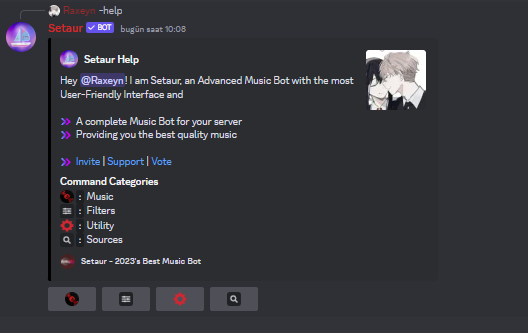 Raxeyn -help
Setaur ✓ BOT bugün saat 10:08
Setaur Help
Hey @Raxeyn! I am Setaur, an Advanced Music Bot with the most
User-Friendly Interface and
A complete Music Bot for your server
Providing you the best quality music
Invite | Support | Vote
Command Categories
: Music
: Filters
: Utility
: Sources
Setaur - 2023's Best Music Bot